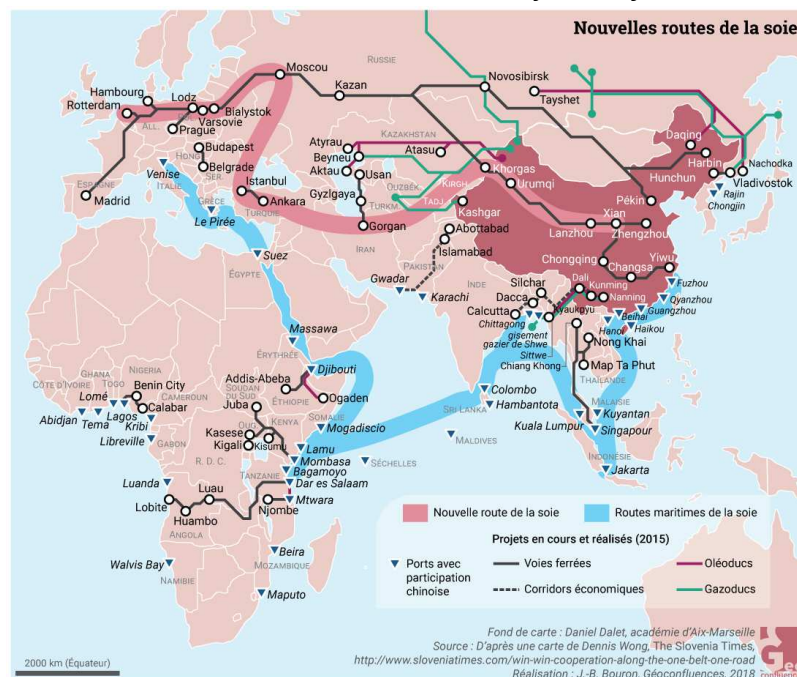 Nouvelles routes de la soie
RUSSIE
Moscou
Kazan
Novosibirsk
Tayshet
Hambourg
Rotterdam
Lodz
Bialystok
Varsovie
ALL.
Prague
Budapest
HONG
Belgrade
SER.
Venise
ITALIE
ESPAGNE
Madrid
GRÈCE
Le Pirée
Istanbul
Ankara
TURQUIE
KAZAKHSTAN
Atyrau
Beyneu
Aktau
Atasu
Usan
Gyzlgaya
OUZBÉK.
TURKM.
KIRGH.
TADJ.
Gorgan
Khorgas
Urumqi
Kashgar
Daqing
Harbin
Hunchun
Nachodka
Vladivostok
Rajin
Chongjin
Pékin
Xian
Lanzhou
Zhengzhou
Chongqing
Yiwu
Changsa
Abottabad
Islamabad
IRAN
PAKISTAN
Gwadar
Karachi
INDE
Silchar
Dacca
Calcutta
Chittagong
Dali
Kunming
Nanning
Kyaukpyu
gisement
gazier de Shwe
Sittwe
Chiang Khong
Fuzhou
Qyanzhou
Guangzhou
Beihai
Hanoi
Haikou
Nong Khai
Map Ta Phut
THAÏLANDE
Suez
ÉGYPTE
Massawa
ÉRYTHRÉE
Djibouti
Addis-Abeba
SOUDAN
DU SUD
ÉTHIOPIE
Ogaden
Juba
SOMALIE
Mogadiscio
OUG.
KENYA
Kasese
Kigali
Kisumu
Lamu
Mombasa
Bagamoyo
TANZANIE
Dar es Salaam
Mtwara
Njombe
R. D. C.
GHANA
TOGO
NIGERIA
CÔTE D'IVOIRE
Benin City
Lomé
Calabar
CAMEROUN
Abidjan
Tema
Lagos
Kribi
Libreville
GABON
Luanda
Lobite
Luau
Huambo
ANGOLA
Walvis Bay
NAMIBIE
Beira
MOZAMBIQUE
Maputo
SÉCHELLES
MALDIVES
SRI LANKA
Colombo
Hambantota
MALAISIE
Kuyantan
Kuala Lumpur
Singapour
INDONÉSIE
Jakarta
Nouvelle route de la soie
Routes maritimes de la soie
Projets en cours et réalisés (2015)
Ports avec
participation
chinoise
Voies ferrées
Oléoducs
Corridors économiques
Gazoducs
2000 km (Équateur)
Fond de carte : Daniel Dalet, académie d'Aix-Marseille
Source : D'après une carte de Dennis Wong, The Slovenia Times,
http://www.sloveniatimes.com/win-win-cooperation-along-the-one-belt-one-road
Réalisation : J.-B. Bouron, Géoconfluences, 2018